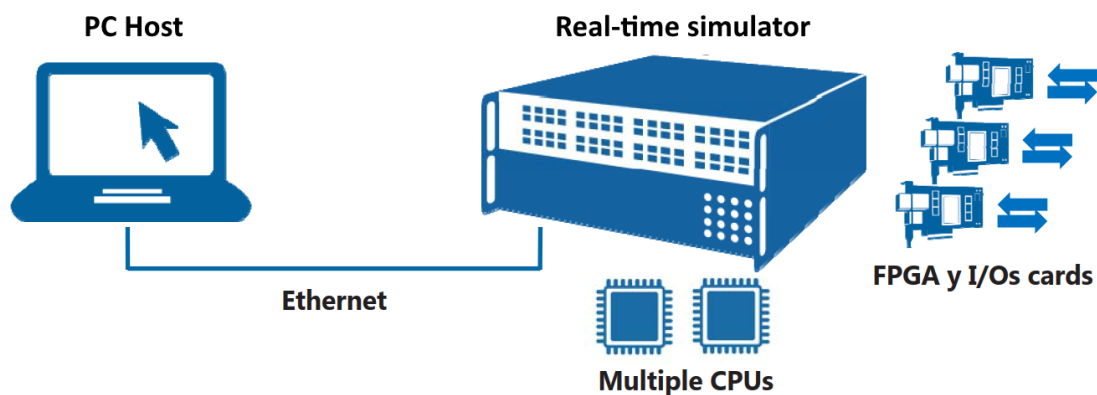 PC Host
Real-time simulator
Ethernet
FPGA y I/Os cards
Multiple CPUs